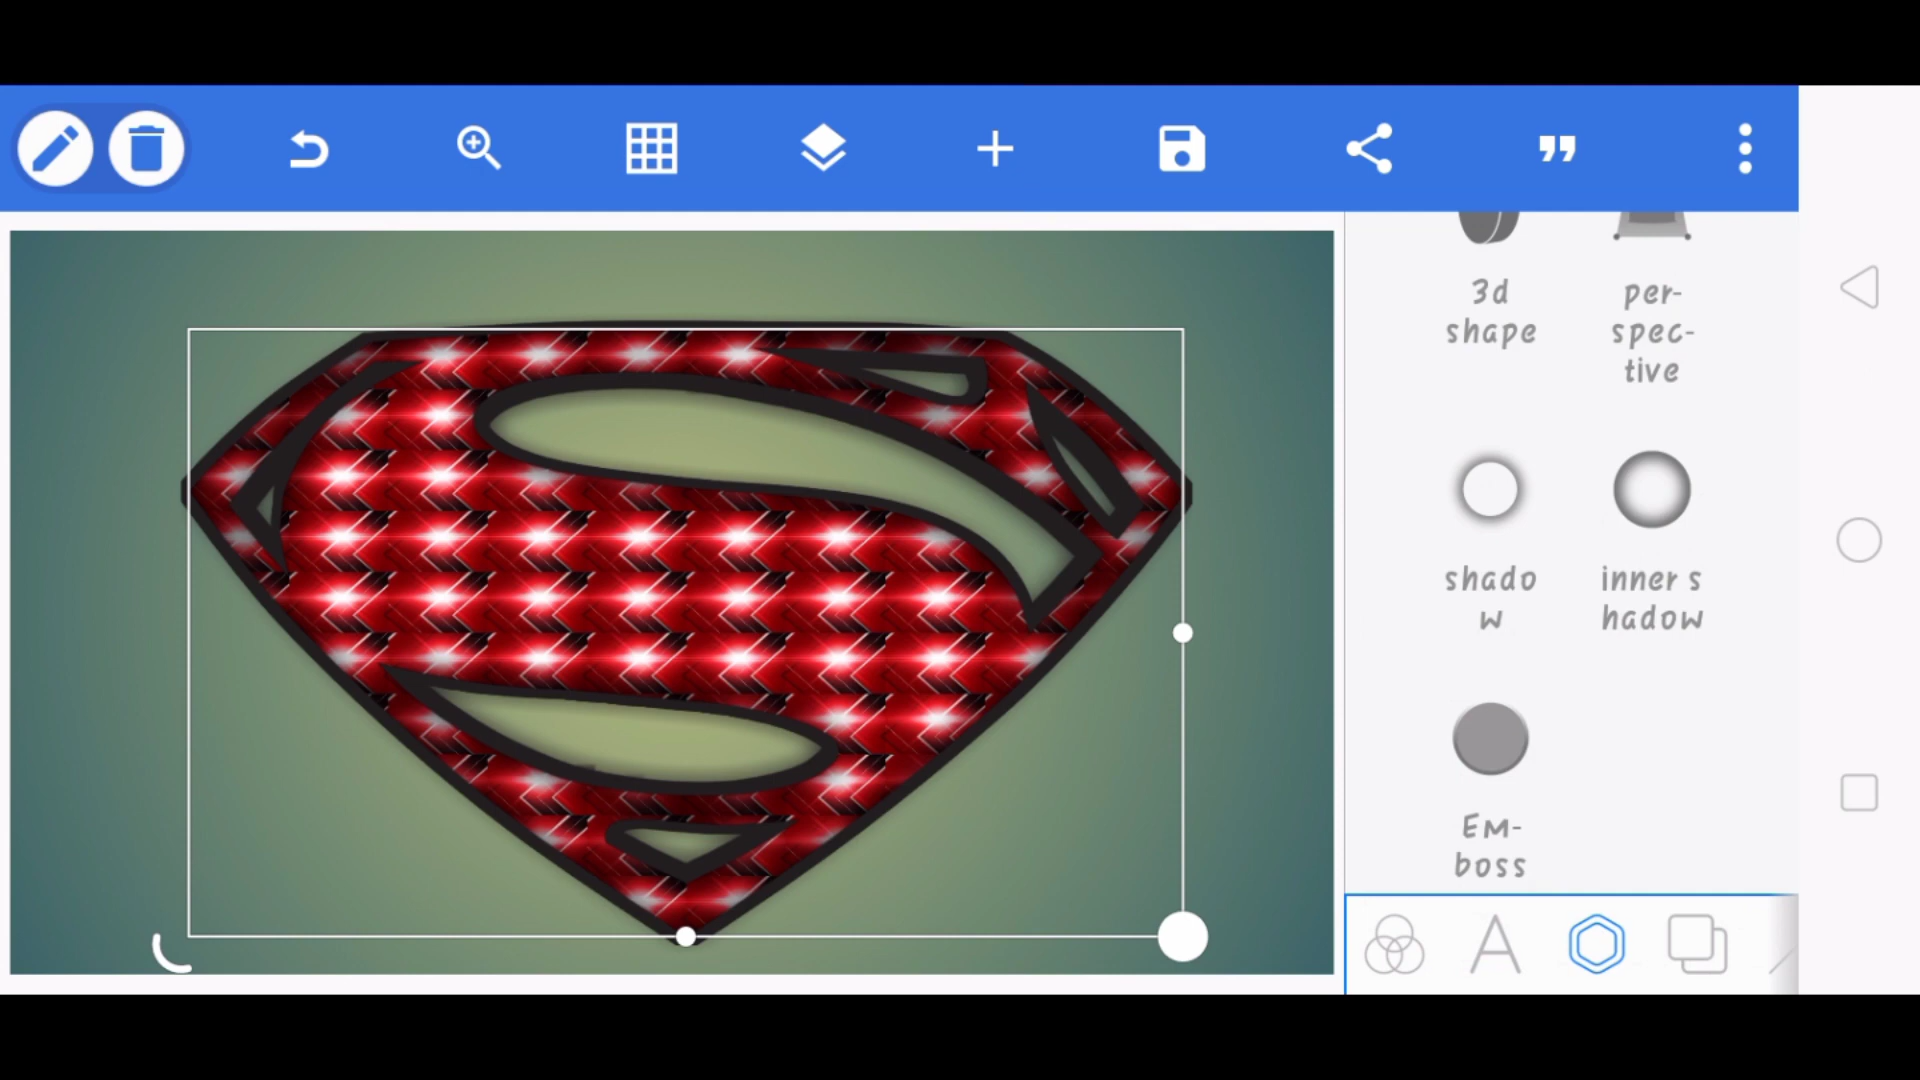 3d
shape
per-
spec-
tive
shado
w
inner s
hadow
Em-
boss